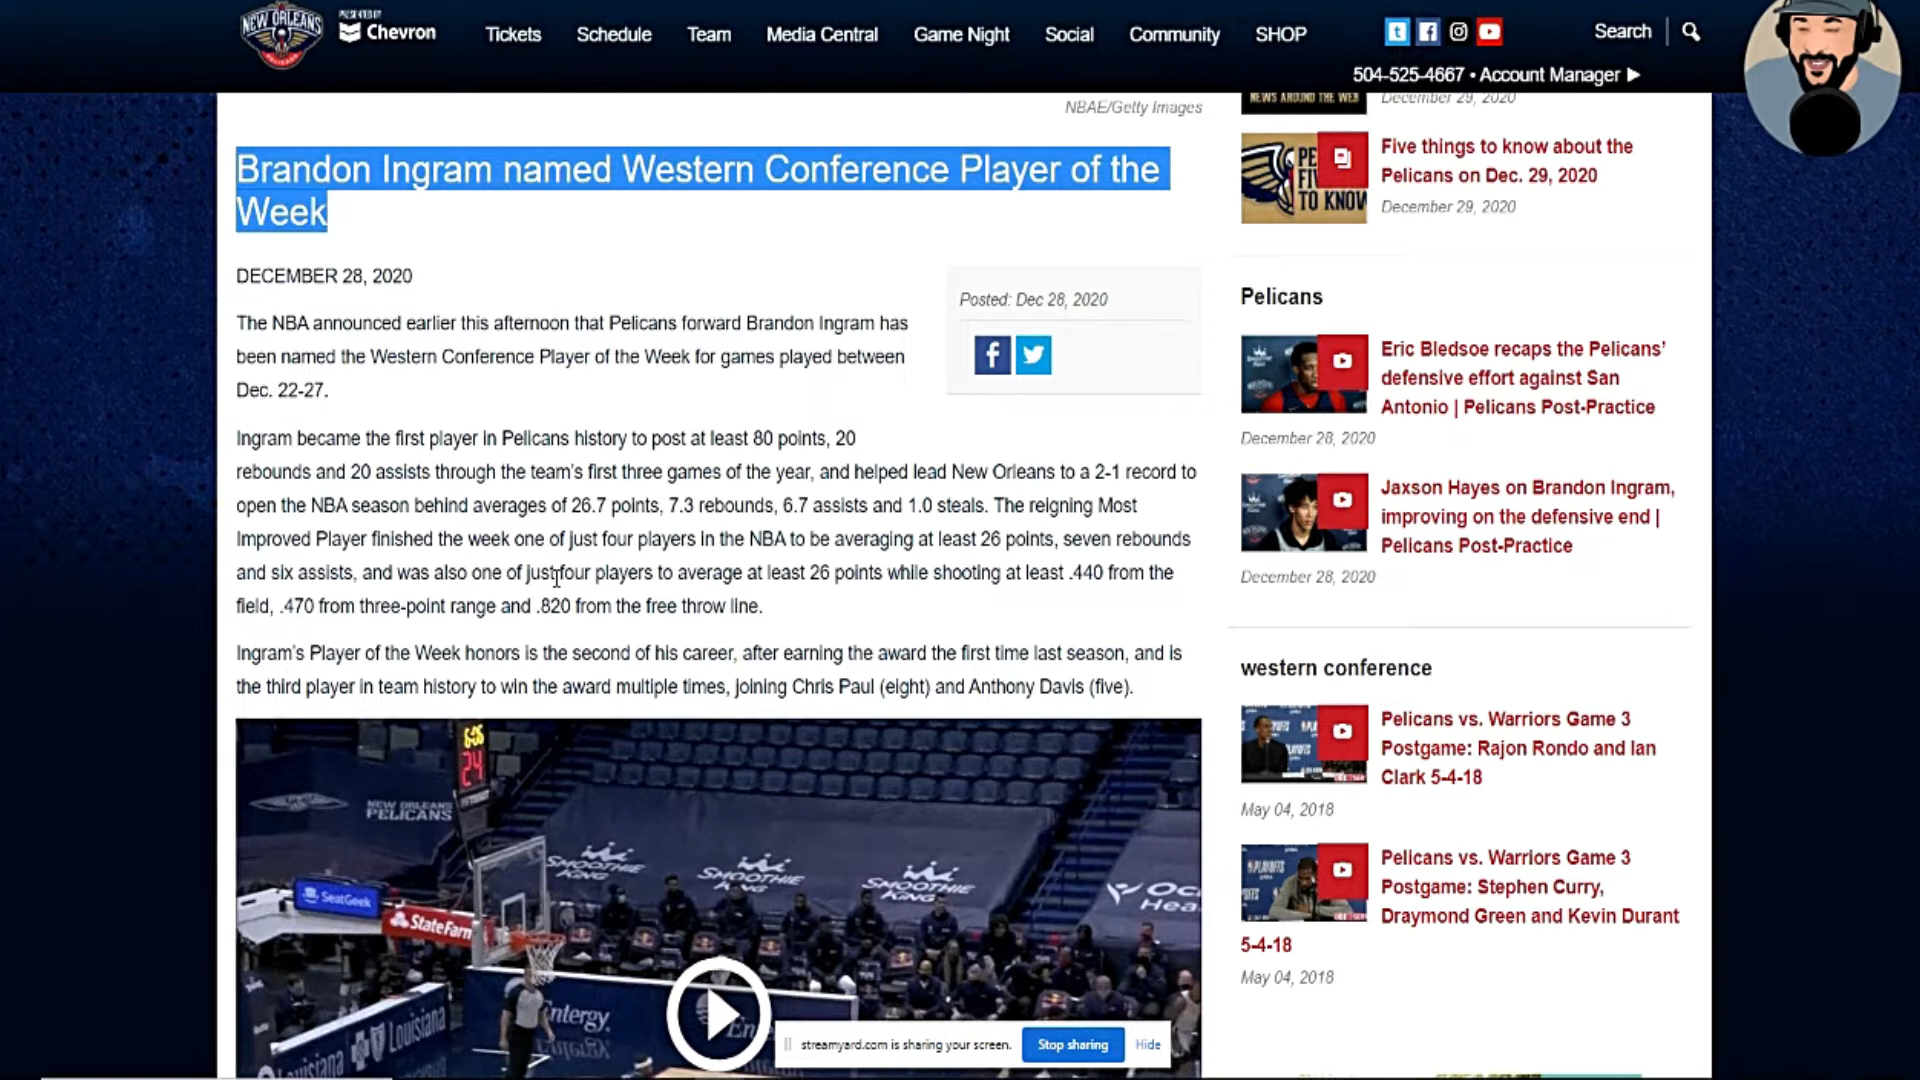 NEW ORLEANS
PELICANS
PRESENTED BY
Chevron
Tickets
Schedule
Team
Media Central
Game Night
Social
Community
SHOP
Search
504-525-4667 • Account Manager ▶
NBAE/Getty Images
Brandon Ingram named Western Conference Player of the
Week
DECEMBER 28, 2020
Posted: Dec 28, 2020
The NBA announced earlier this afternoon that Pelicans forward Brandon Ingram has
been named the Western Conference Player of the Week for games played between
Dec. 22-27.
Ingram became the first player in Pelicans history to post at least 80 points, 20
rebounds and 20 assists through the team's first three games of the year, and helped lead New Orleans to a 2-1 record to
open the NBA season behind averages of 26.7 points, 7.3 rebounds, 6.7 assists and 1.0 steals. The reigning Most
Improved Player finished the week one of just four players in the NBA to be averaging at least 26 points, seven rebounds
and six assists, and was also one of just four players to average at least 26 points while shooting at least .440 from the
field, .470 from three-point range and .820 from the free throw line.
Ingram's Player of the Week honors is the second of his career, after earning the award the first time last season, and is
the third player in team history to win the award multiple times, joining Chris Paul (eight) and Anthony Davis (five).
6:05
24
NEW ORLEANS
PELICANS
SMOOTHIE
KING
SMOOTHIE
KING
SMOOTHIE
KING
SeatGeek
StateFarm
Entergy
Louisiana
Louisiana
streamyard.com is sharing your screen.
Stop sharing
Hide
NEWS AROUND THE WEB
December 29, 2020
TO KNOW
Five things to know about the
Pelicans on Dec. 29, 2020
December 29, 2020
Pelicans
Eric Bledsoe recaps the Pelicans'
defensive effort against San
Antonio | Pelicans Post-Practice
December 28, 2020
Jaxson Hayes on Brandon Ingram,
improving on the defensive end |
Pelicans Post-Practice
December 28, 2020
western conference
Pelicans vs. Warriors Game 3
Postgame: Rajon Rondo and Ian
Clark 5-4-18
May 04, 2018
Pelicans vs. Warriors Game 3
Postgame: Stephen Curry,
Draymond Green and Kevin Durant
5-4-18
May 04, 2018